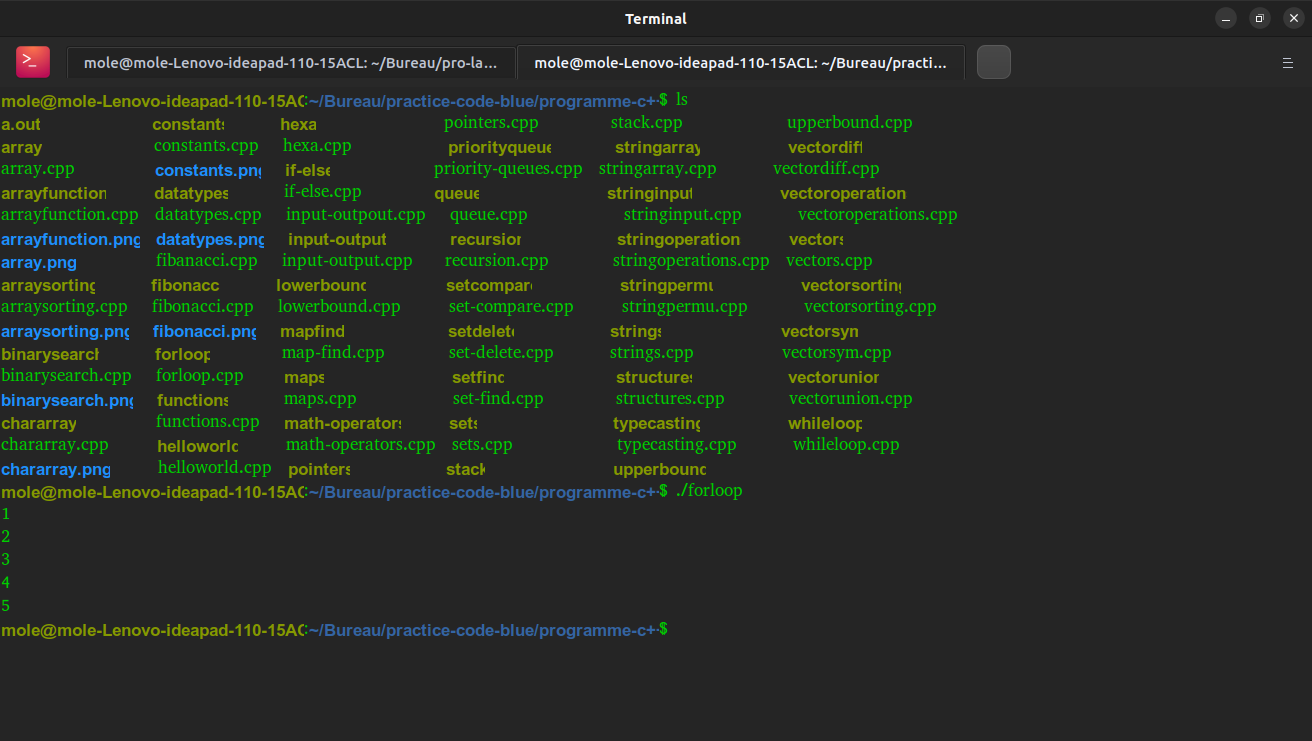 Terminal
mole@mole-Lenovo-ideapad-110-15ACL: ~/Bureau/pro-la... mole@mole-Lenovo-ideapad-110-15ACL: ~/Bureau/practi...
mole@mole-Lenovo-ideapad-110-15AC:~/Bureau/practice-code-blue/programme-c+$ ls
a.out constants hexa pointers.cpp stack.cpp upperbound.cpp
array constants.cpp hexa.cpp priorityqueue stringarray vectordiff
array.cpp constants.png if-else priority-queues.cpp stringarray.cpp vectordiff.cpp
arrayfunction datatypes if-else.cpp queue stringinput vectoroperation
arrayfunction.cpp datatypes.cpp input-outpout.cpp queue.cpp stringinput.cpp vectoroperations.cpp
arrayfunction.png datatypes.png input-output recursion stringoperation vectors
array.png fibanacci.cpp input-output.cpp recursion.cpp stringoperations.cpp vectors.cpp
arraysorting fibonacc lowerbound setcompare stringpermu vectorsorting
arraysorting.cpp fibonacci.cpp lowerbound.cpp set-compare.cpp stringpermu.cpp vectorsorting.cpp
arraysorting.png fibonacci.png mapfind setdelete strings vectorsym
binarysearch forloop map-find.cpp set-delete.cpp strings.cpp vectorsym.cpp
binarysearch.cpp forloop.cpp maps setfind structures vectorunion
binarysearch.png functions maps.cpp set-find.cpp structures.cpp vectorunion.cpp
chararray functions.cpp math-operators sets typecasting whileloop
chararray.cpp helloworld math-operators.cpp sets.cpp typecasting.cpp whileloop.cpp
chararray.png helloworld.cpp pointers stack upperbound
mole@mole-Lenovo-ideapad-110-15AC:~/Bureau/practice-code-blue/programme-c+$ ./forloop
1
2
3
4
5
mole@mole-Lenovo-ideapad-110-15AC:~/Bureau/practice-code-blue/programme-c+$